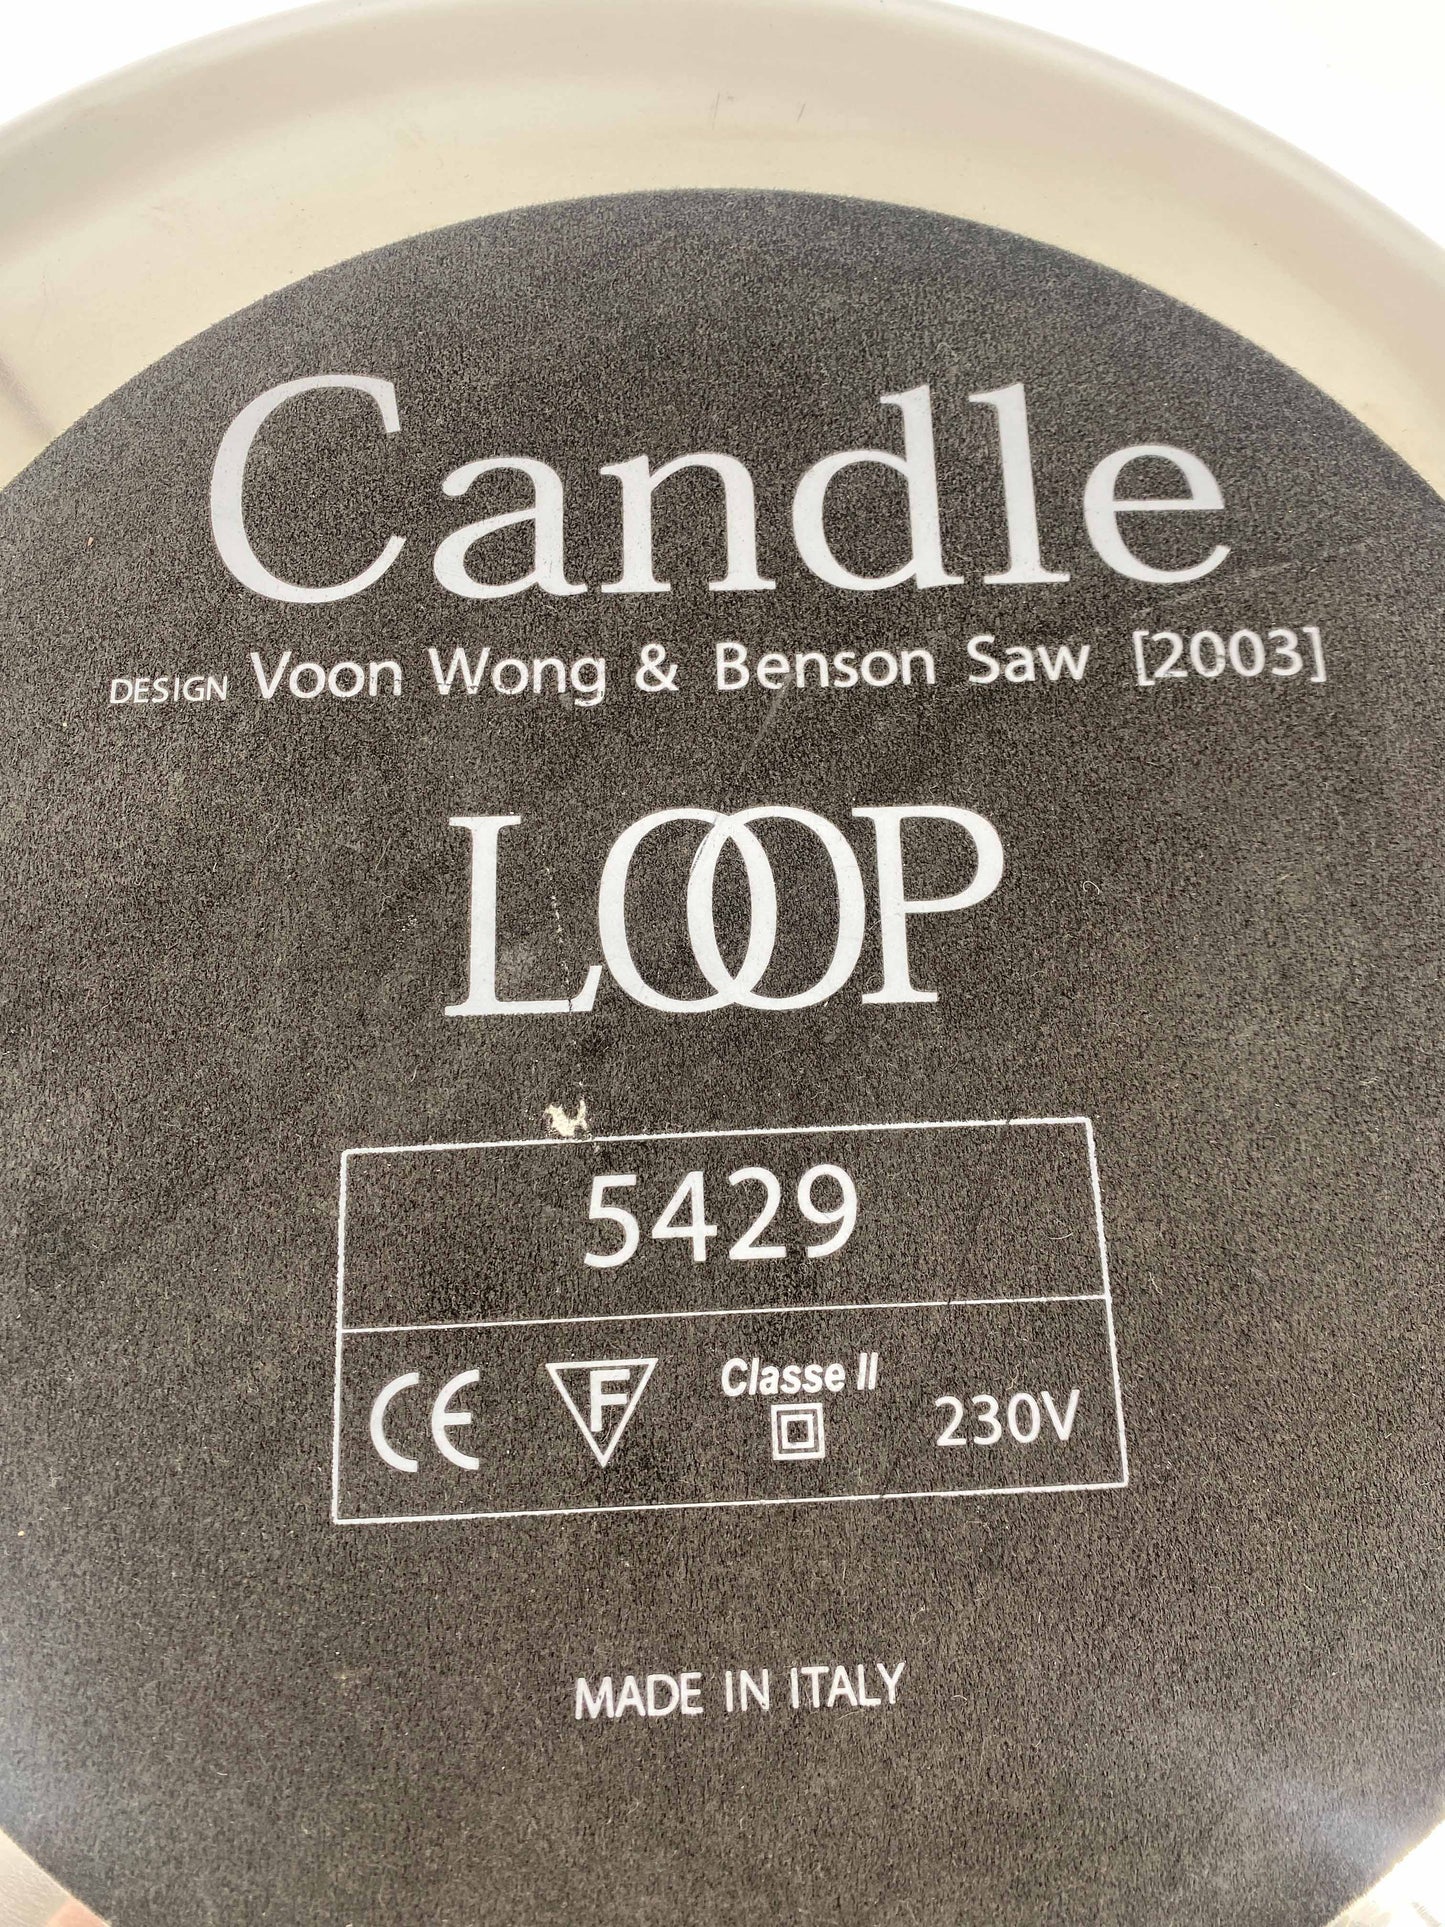 Candle
DESIGN Voon Wong & Benson Saw [2003]
LOOP
5429
CE F Classe II 230V
MADE IN ITALY